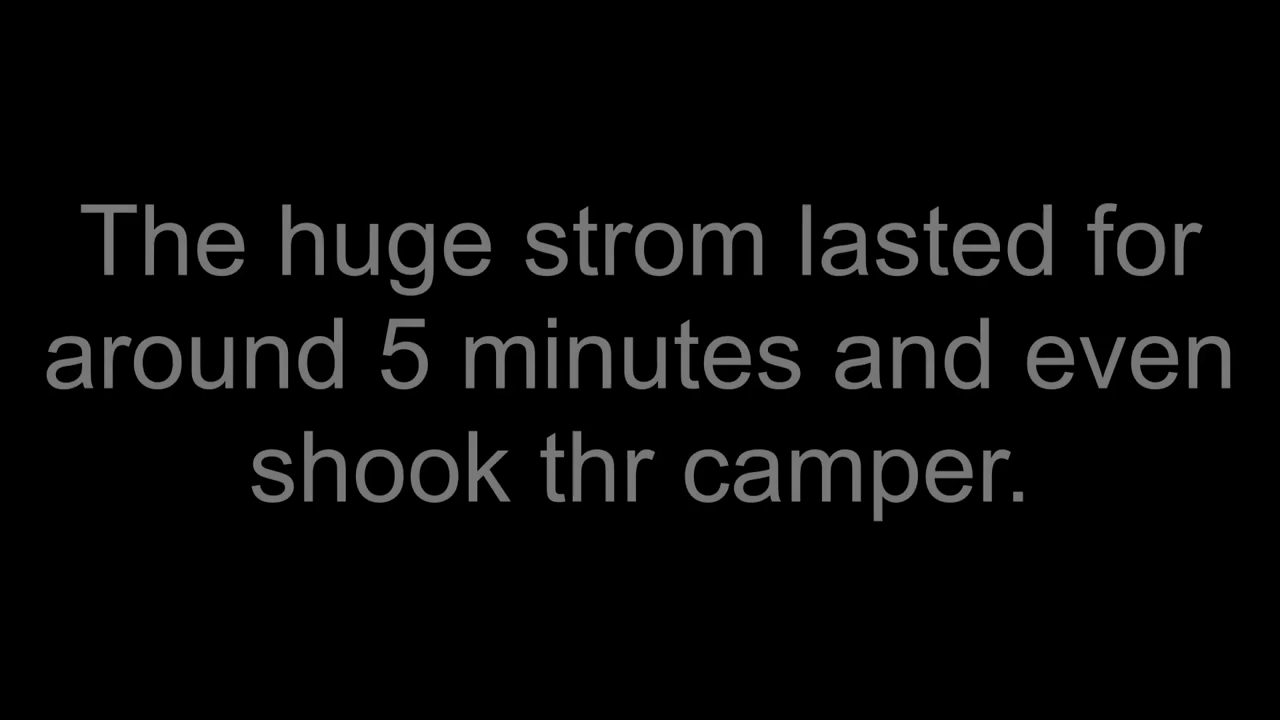 The huge strom lasted for
around 5 minutes and even
shook thr camper.